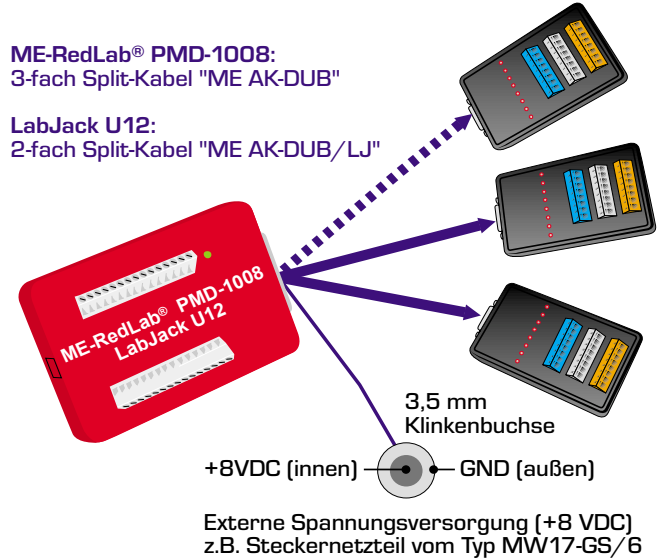 ME-RedLab® PMD-1008:
3-fach Split-Kabel "ME AK-DUB"
LabJack U12:
2-fach Split-Kabel "ME AK-DUB/LJ"
ME-RedLab® PMD-1008
LabJack U12
3,5 mm
Klinkenbuchse
+8VDC (innen)
GND (außen)
Externe Spannungsversorgung (+8 VDC)
z.B. Steckernetzteil vom Typ MW17-GS/6